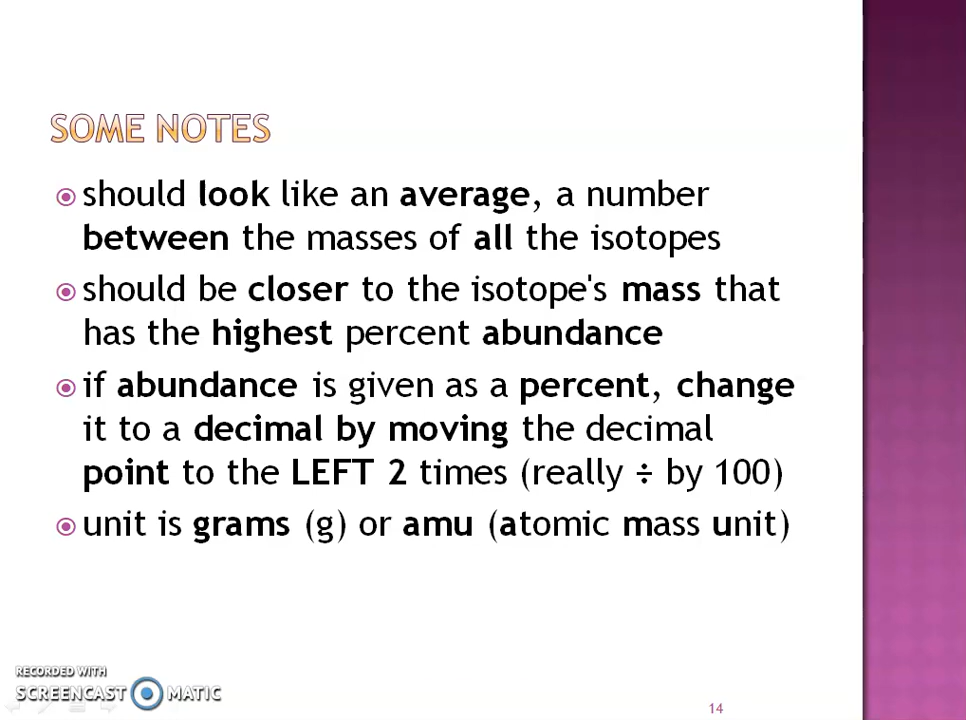 SOME NOTES
should look like an average, a number
between the masses of all the isotopes
should be closer to the isotope's mass that
has the highest percent abundance
if abundance is given as a percent, change
it to a decimal by moving the decimal
point to the LEFT 2 times (really ÷ by 100)
unit is grams (g) or amu (atomic mass unit)
RECORDED WITH
SCREENCAST MATIC
14